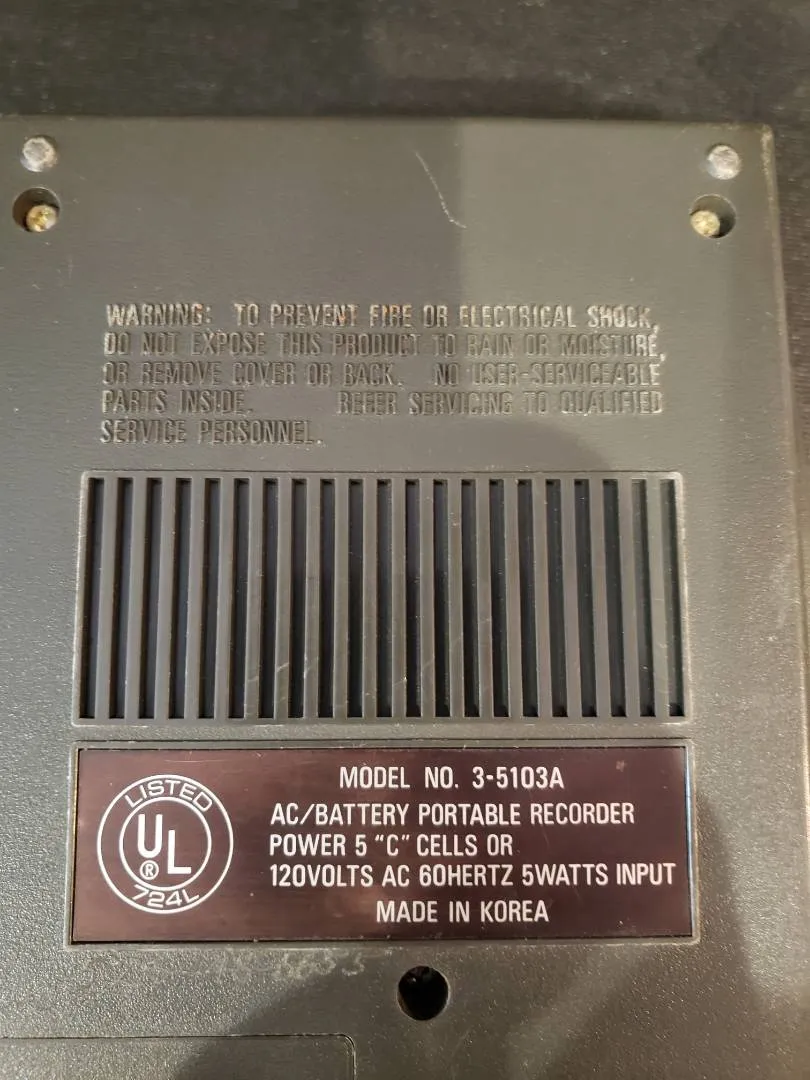 WARNING: TO PREVENT FIRE OR ELECTRICAL SHOCK,
DO NOT EXPOSE THIS PRODUCT TO RAIN OR MOISTURE,
OR REMOVE COVER OR BACK. NO USER-SERVICEABLE
PARTS INSIDE. REFER SERVICING TO QUALIFIED
SERVICE PERSONNEL.
LISTED
UL
®
724L
MODEL NO. 3-5103A
AC/BATTERY PORTABLE RECORDER
POWER 5 "C" CELLS OR
120VOLTS AC 60HERTZ 5WATTS INPUT
MADE IN KOREA